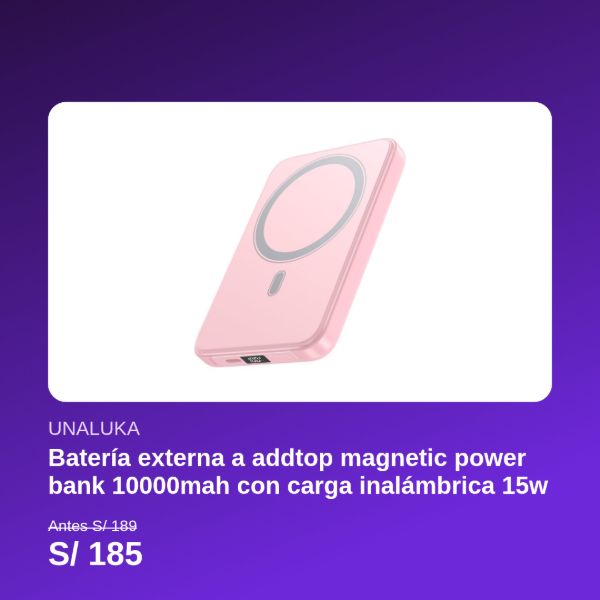 UNALUKA
Batería externa a addtop magnetic power
bank 10000mah con carga inalámbrica 15w
Antes S/ 189
S/ 185